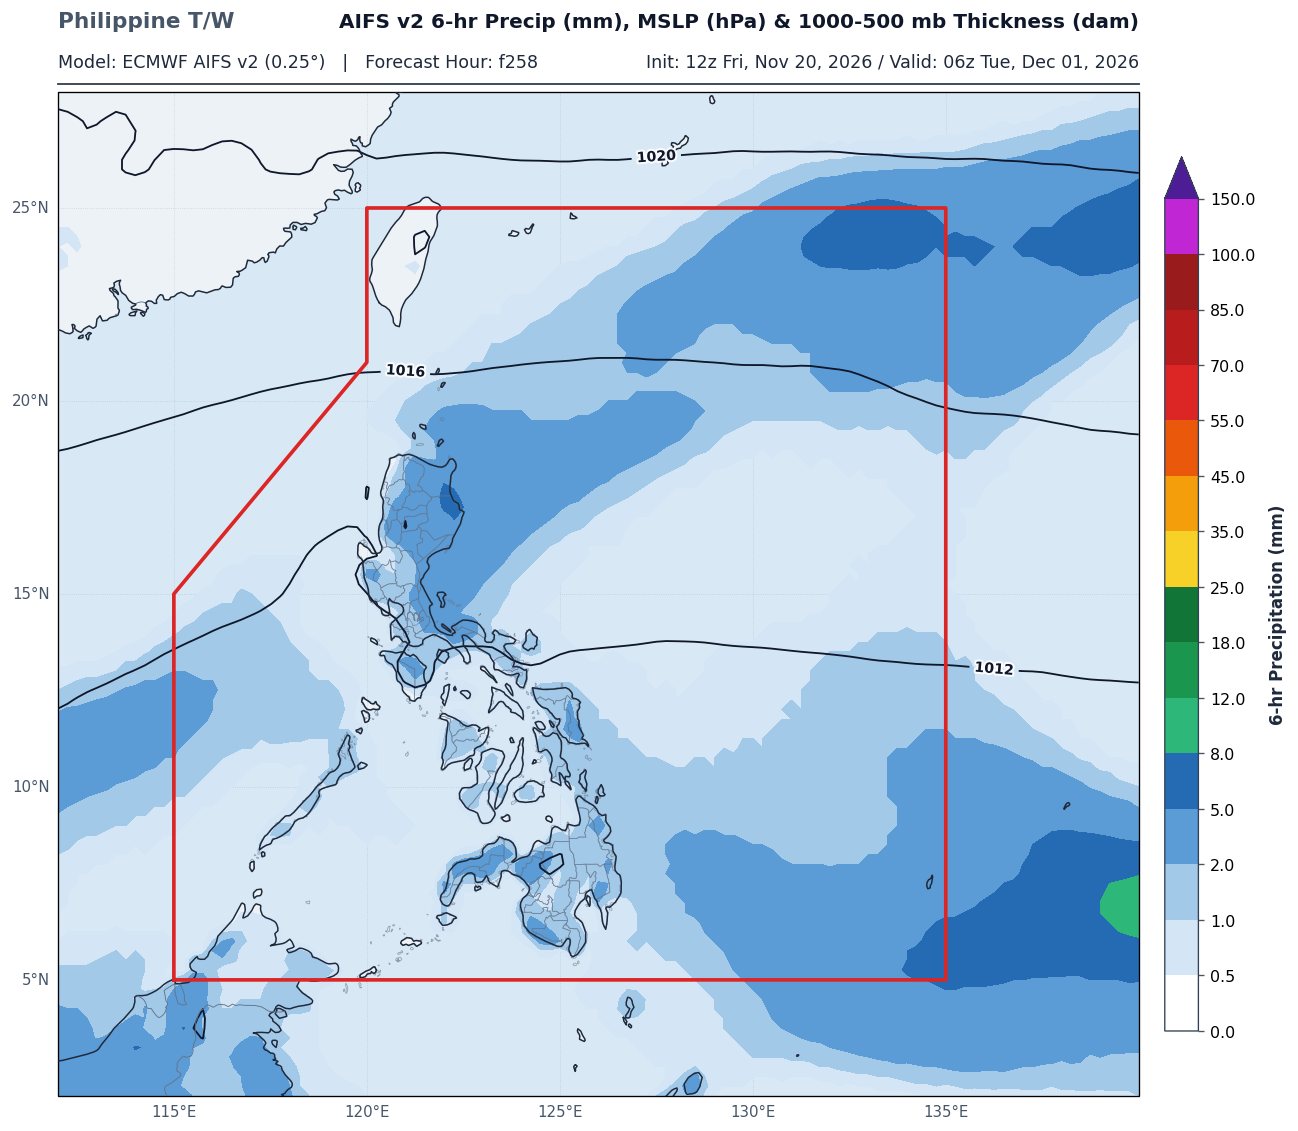 Philippine T/W
AIFS v2 6-hr Precip (mm), MSLP (hPa) & 1000-500 mb Thickness (dam)
Model: ECMWF AIFS v2 (0.25°) | Forecast Hour: f258
Init: 12z Fri, Nov 20, 2026 / Valid: 06z Tue, Dec 01, 2026
1020
1016
1012
25°N
20°N
15°N
10°N
5°N
115°E
120°E
125°E
130°E
135°E
150.0
100.0
85.0
70.0
55.0
45.0
35.0
25.0
18.0
12.0
8.0
5.0
2.0
1.0
0.5
0.0
6-hr Precipitation (mm)